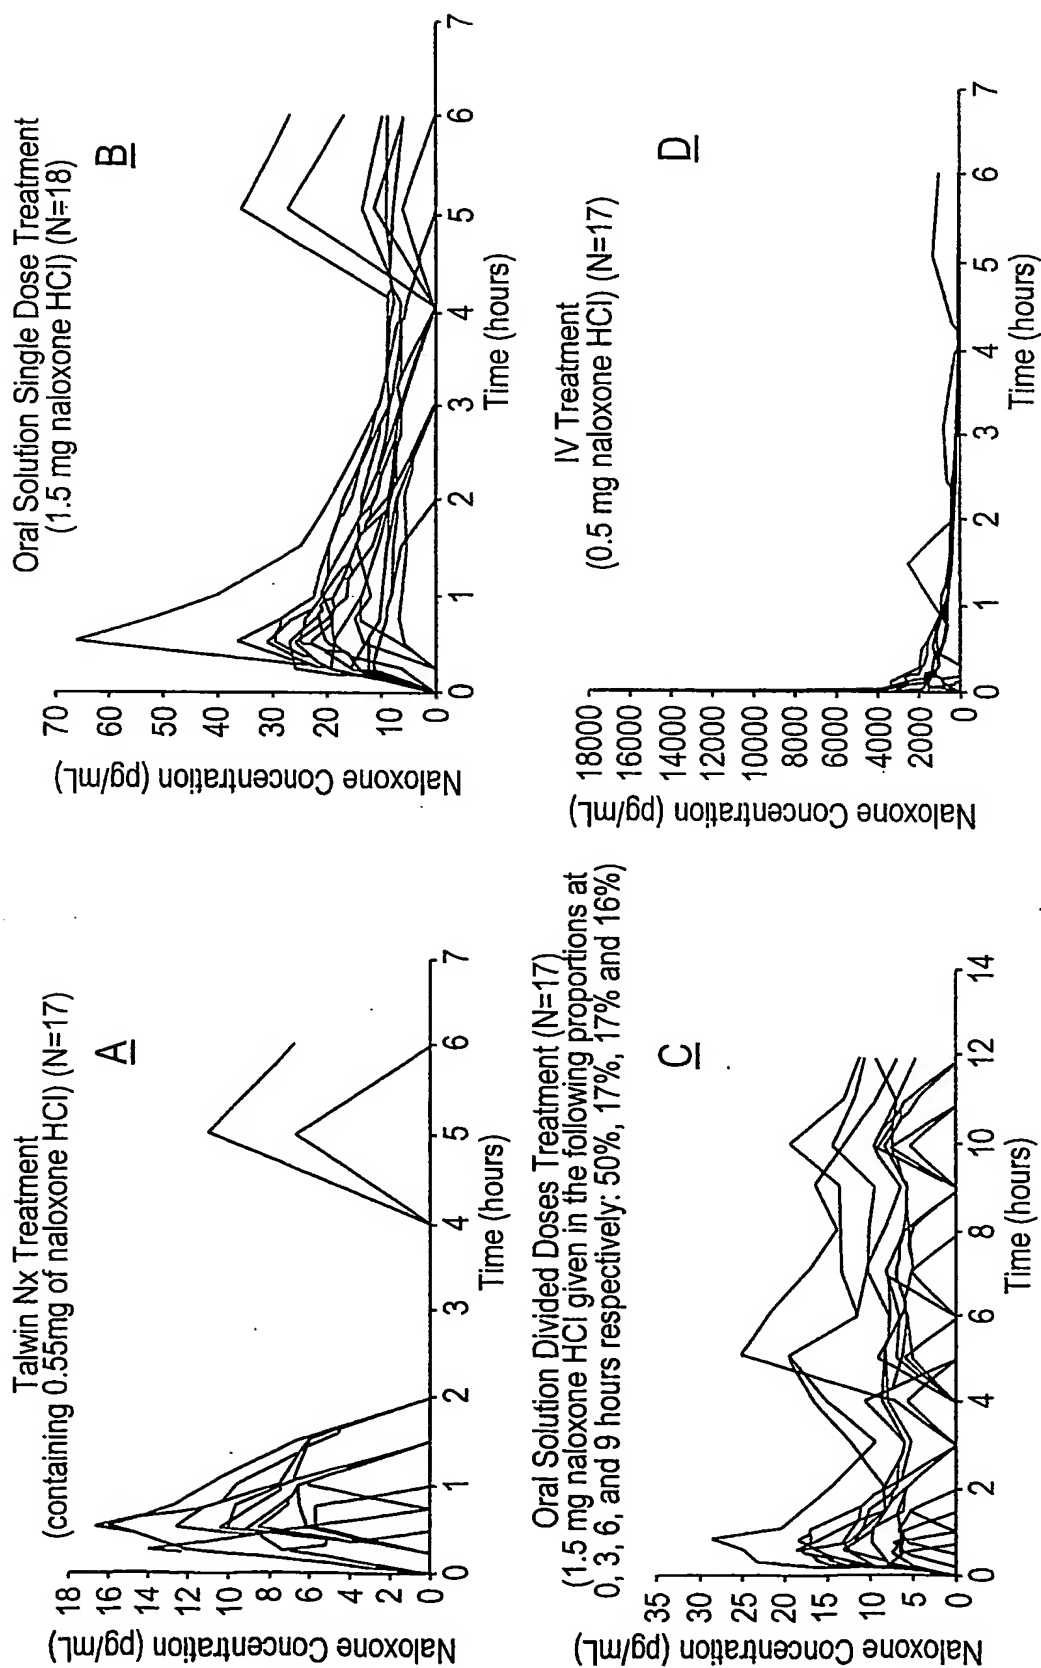 Talwin Nx Treatment
(containing 0.55mg of naloxone HCl) (N=17)
A
Naloxone Concentration (pg/mL)
18
16
14
12
10
8
6
4
2
0
0 1 2 3 4 5 6 7
Time (hours)
Oral Solution Single Dose Treatment
(1.5 mg naloxone HCl) (N=18)
B
Naloxone Concentration (pg/mL)
70
60
50
40
30
20
10
0
0 1 2 3 4 5 6 7
Time (hours)
Oral Solution Divided Doses Treatment (N=17)
(1.5 mg naloxone HCl given in the following proportions at
0, 3, 6, and 9 hours respectively: 50%, 17%, 17% and 16%)
C
Naloxone Concentration (pg/mL)
35
30
25
20
15
10
5
0
0 2 4 6 8 10 12 14
Time (hours)
IV Treatment
(0.5 mg naloxone HCl) (N=17)
D
Naloxone Concentration (pg/mL)
18000
16000
14000
12000
10000
8000
6000
4000
2000
0
0 1 2 3 4 5 6 7
Time (hours)